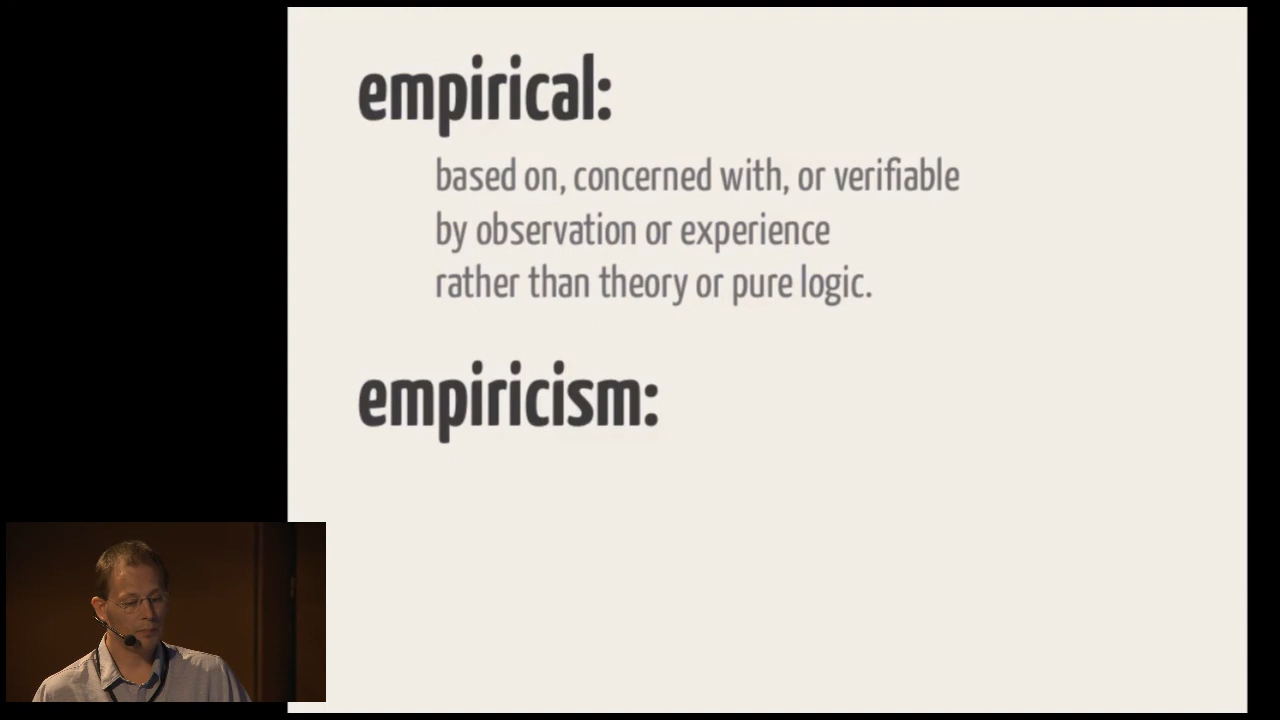 empirical:
based on, concerned with, or verifiable
by observation or experience
rather than theory or pure logic.
empiricism: